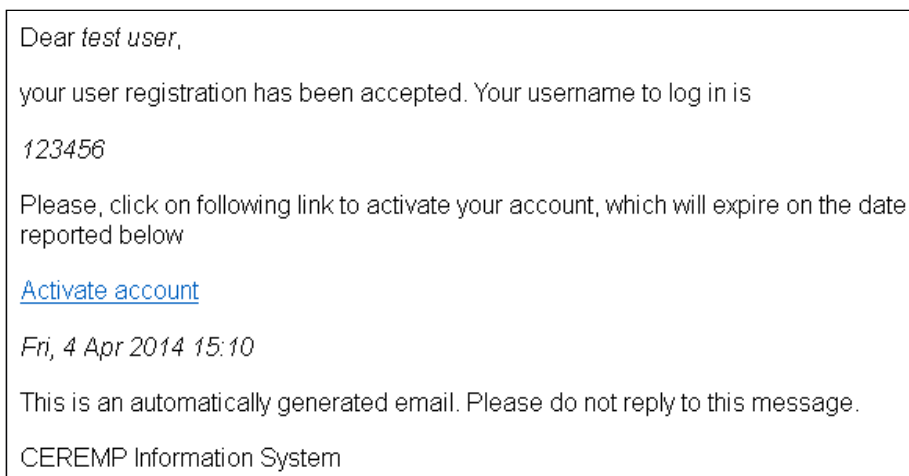 Dear test user,
your user registration has been accepted. Your username to log in is
123456
Please, click on following link to activate your account, which will expire on the date
reported below
Activate account
Fri, 4 Apr 2014 15:10
This is an automatically generated email. Please do not reply to this message.
CEREMP Information System